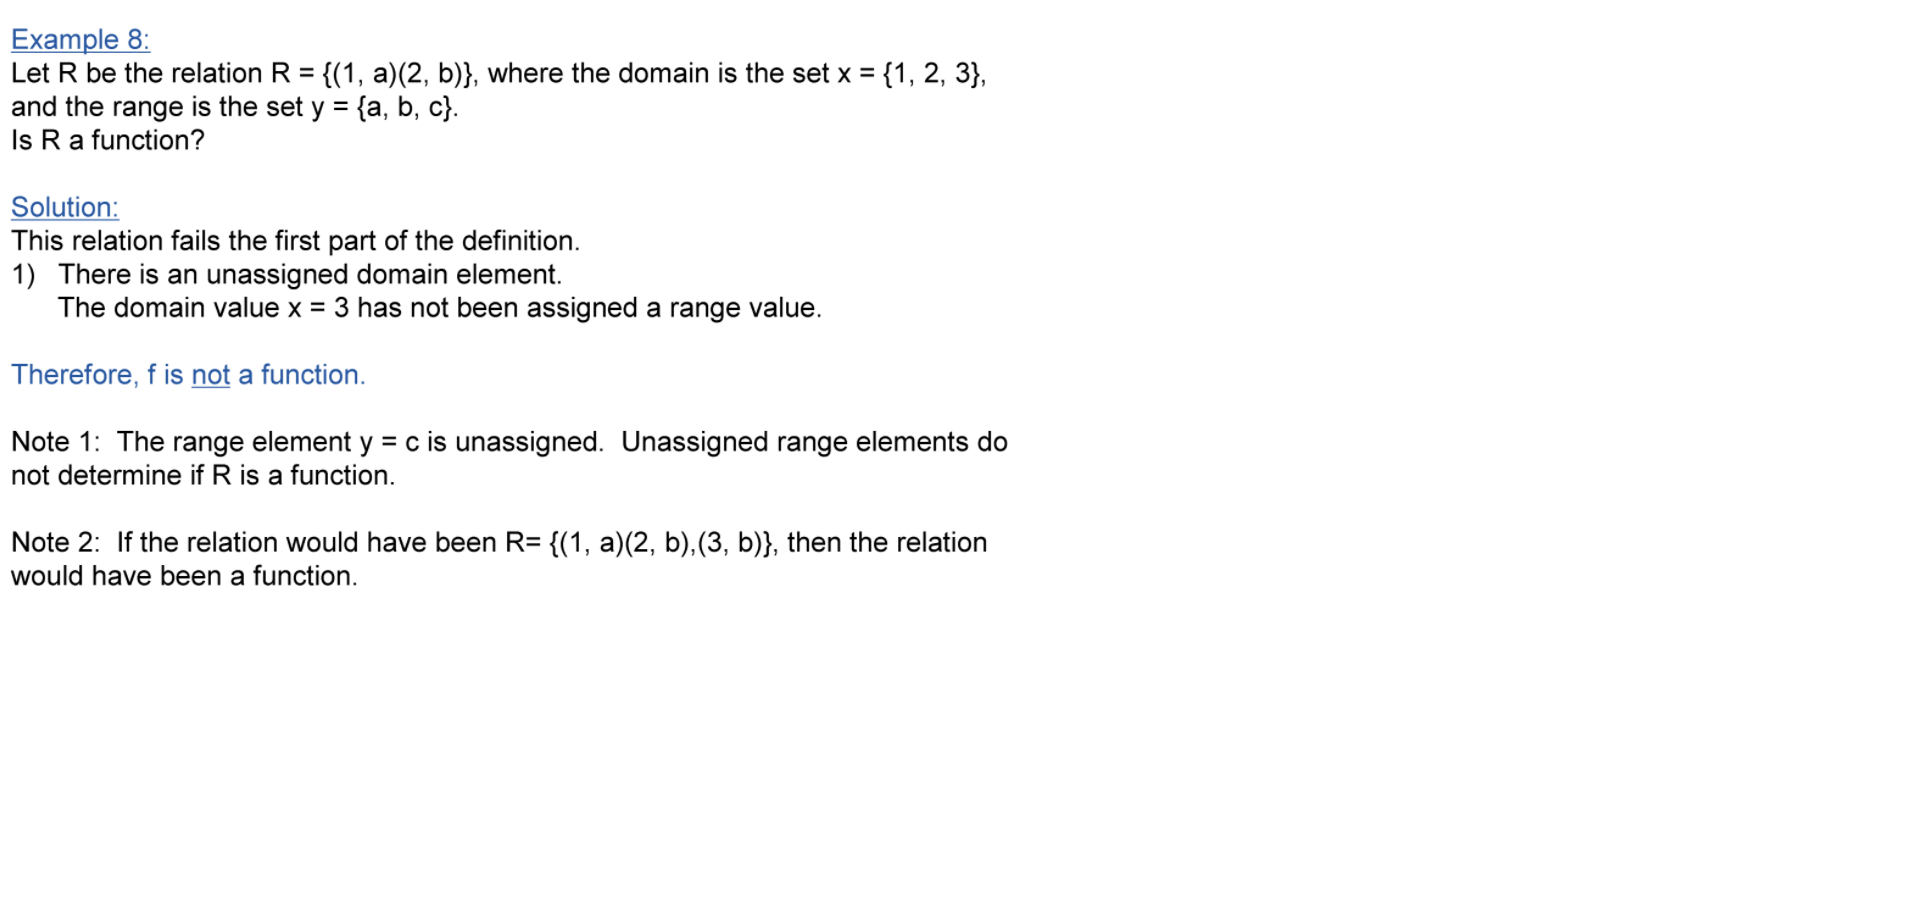 Example 8:
Let R be the relation R = {(1, a)(2, b)}, where the domain is the set x = {1, 2, 3},
and the range is the set y = {a, b, c}.
Is R a function?
Solution:
This relation fails the first part of the definition.
1) There is an unassigned domain element.
The domain value x = 3 has not been assigned a range value.
Therefore, f is not a function.
Note 1: The range element y = c is unassigned. Unassigned range elements do
not determine if R is a function.
Note 2: If the relation would have been R= {(1, a)(2, b),(3, b)}, then the relation
would have been a function.